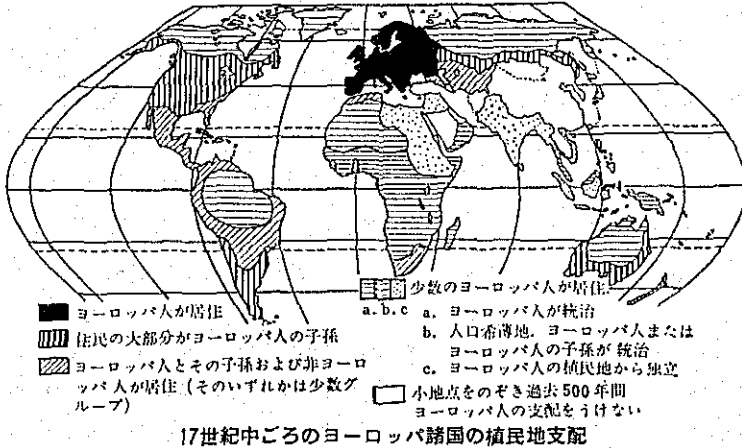 ヨーロッパ人が居住
住民の大部分がヨーロッパ人の子孫
ヨーロッパ人とその子孫および非ヨーロ
ッパ人が居住(そのいずれかは少数グ
ループ)
少数のヨーロッパ人が居住
a.b.c
a. ヨーロッパ人が統治
b. 人口希薄地.ヨーロッパ人または
ヨーロッパの子孫が統治
c. ヨーロッパ人の植民地から独立
小地点をのぞき過去500年間
ヨーロッパ人の支配をうけない
17世紀中ごろのヨーロッパ諸国の植民地支配